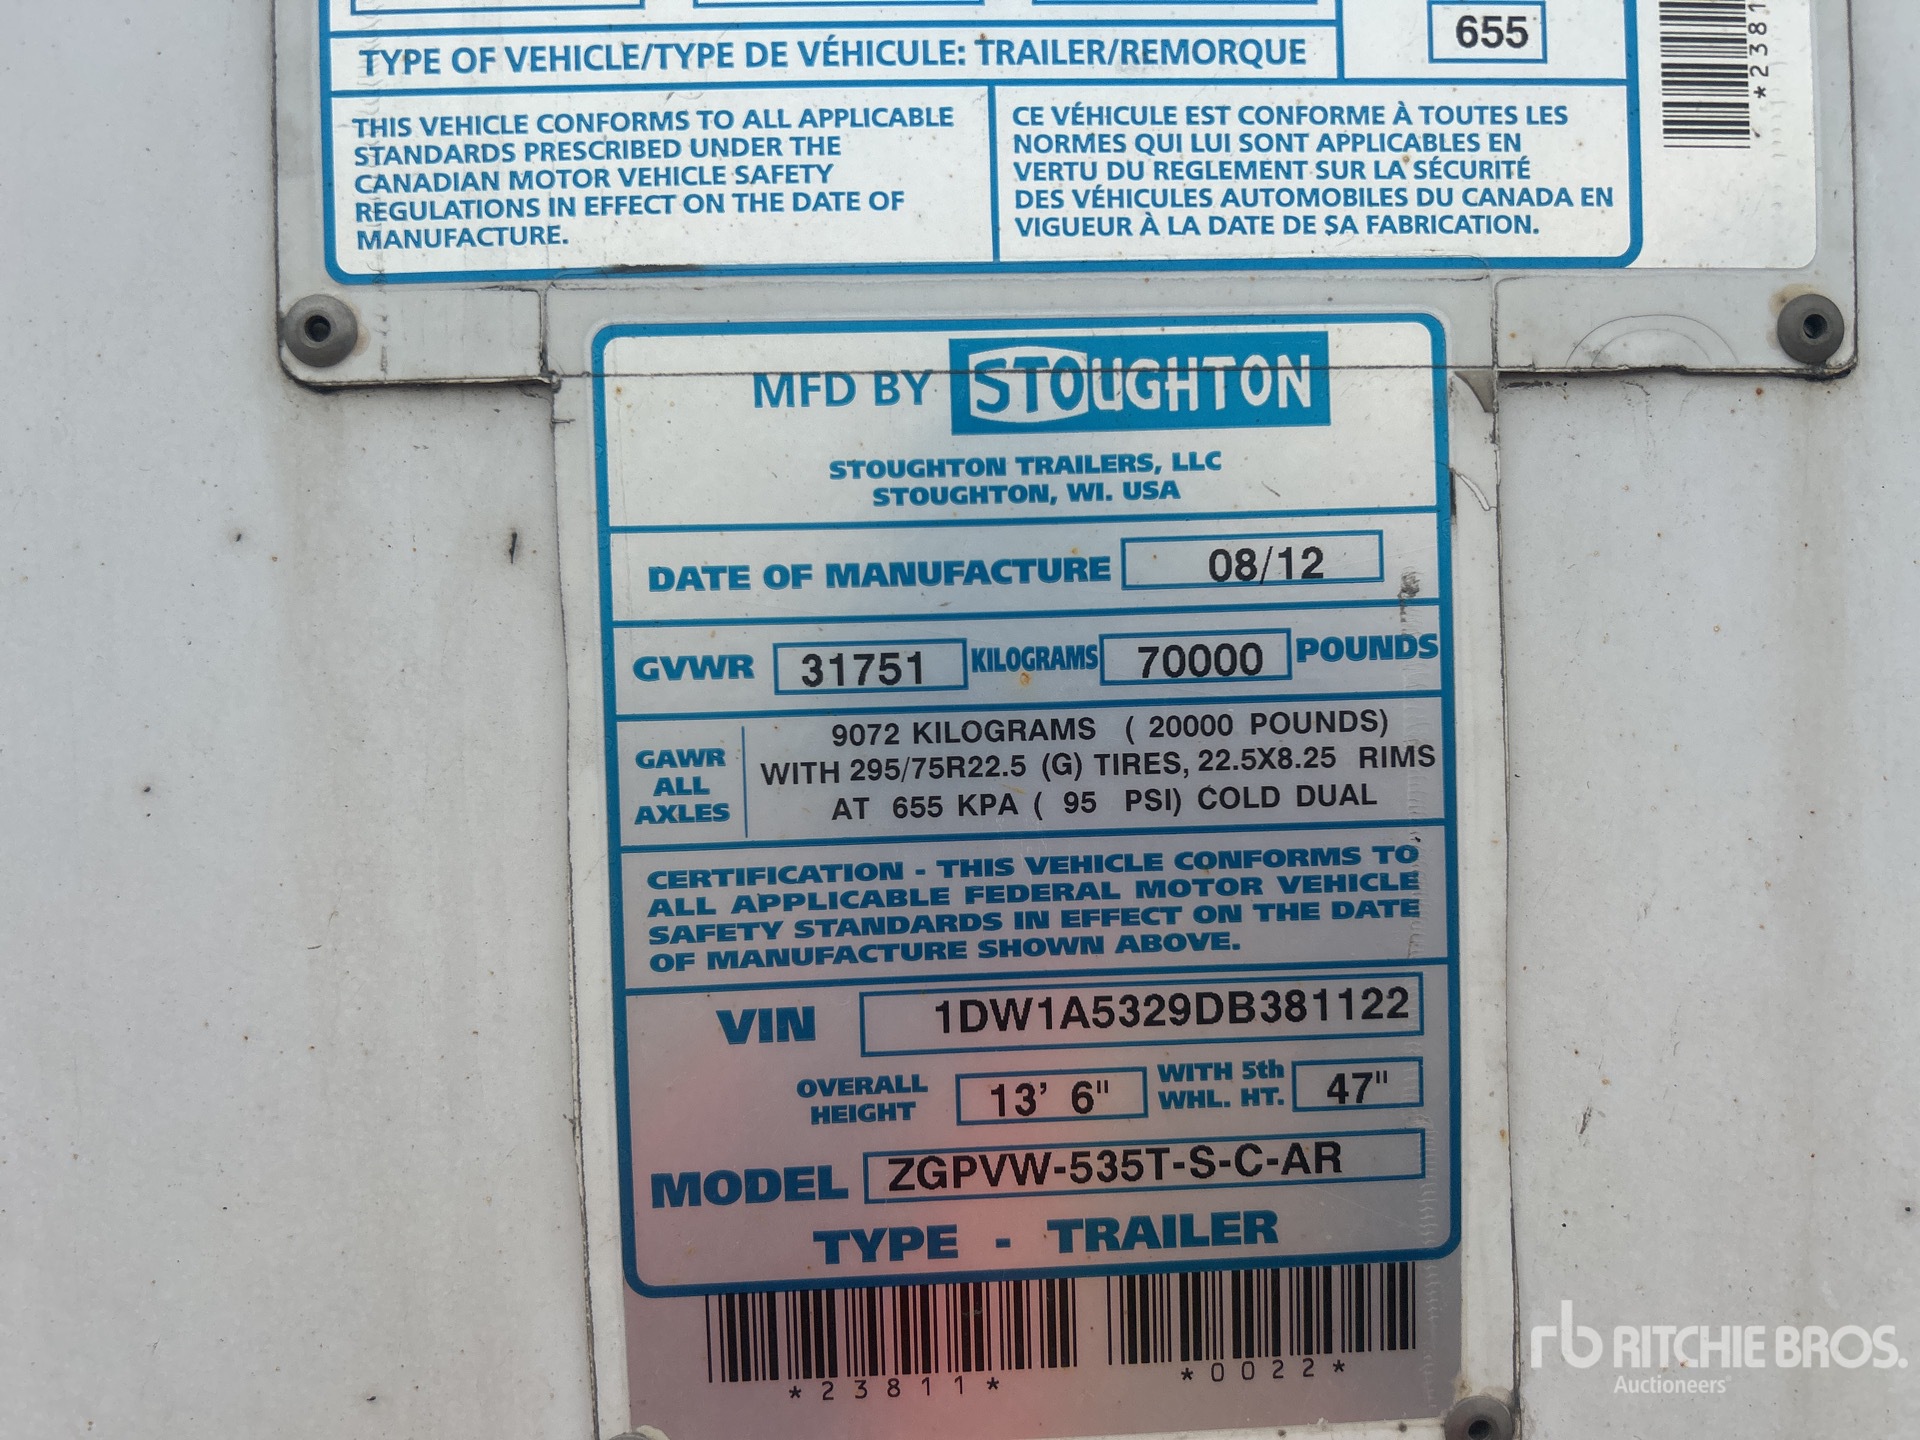 655
*2381
TYPE OF VEHICLE/TYPE DE VÉHICULE: TRAILER/REMORQUE
THIS VEHICLE CONFORMS TO ALL APPLICABLE
STANDARDS PRESCRIBED UNDER THE
CANADIAN MOTOR VEHICLE SAFETY
REGULATIONS IN EFFECT ON THE DATE OF
MANUFACTURE.
CE VÉHICULE EST CONFORME À TOUTES LES
NORMES QUI LUI SONT APPLICABLES EN
VERTU DU REGLEMENT SUR LA SÉCURITÉ
DES VÉHICULES AUTOMOBILES DU CANADA EN
VIGUEUR À LA DATE DE SA FABRICATION.
MFD BY STOUGHTON
STOUGHTON TRAILERS, LLC
STOUGHTON, WI. USA
DATE OF MANUFACTURE 08/12
GVWR 31751 KILOGRAMS 70000 POUNDS
GAWR
ALL
AXLES
9072 KILOGRAMS ( 20000 POUNDS)
WITH 295/75R22.5 (G) TIRES, 22.5X8.25 RIMS
AT 655 KPA ( 95 PSI) COLD DUAL
CERTIFICATION - THIS VEHICLE CONFORMS TO
ALL APPLICABLE FEDERAL MOTOR VEHICLE
SAFETY STANDARDS IN EFFECT ON THE DATE
OF MANUFACTURE SHOWN ABOVE.
VIN 1DW1A5329DB381122
OVERALL
HEIGHT
13' 6"
WITH 5th
WHL. HT.
47"
MODEL ZGPVW-535T-S-C-AR
TYPE - TRAILER
*23811*
*0022*
rb RITCHIE BROS.
Auctioneers